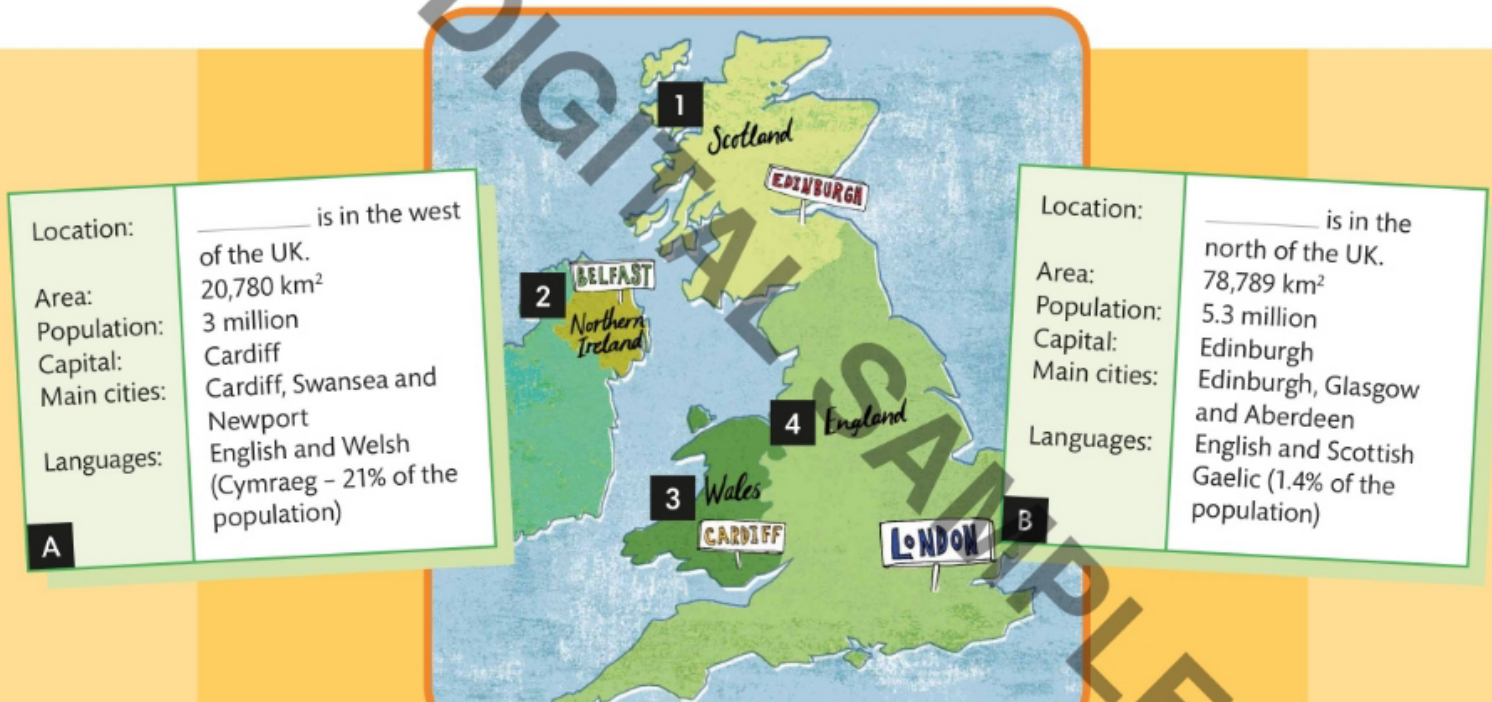 DIGITAL SAMPLE
Location:
________ is in the west
of the UK.
Area:
20,780 km²
Population:
3 million
Capital:
Cardiff
Main cities:
Cardiff, Swansea and
Newport
Languages:
English and Welsh
(Cymraeg – 21% of the
population)
A
1
Scotland
EDINBURGH
2
BELFAST
Northern
Ireland
4
England
3
Wales
CARDIFF
LONDON
Location:
________ is in the
north of the UK.
Area:
78,789 km²
Population:
5.3 million
Capital:
Edinburgh
Main cities:
Edinburgh, Glasgow
and Aberdeen
Languages:
English and Scottish
Gaelic (1.4% of the
population)
B